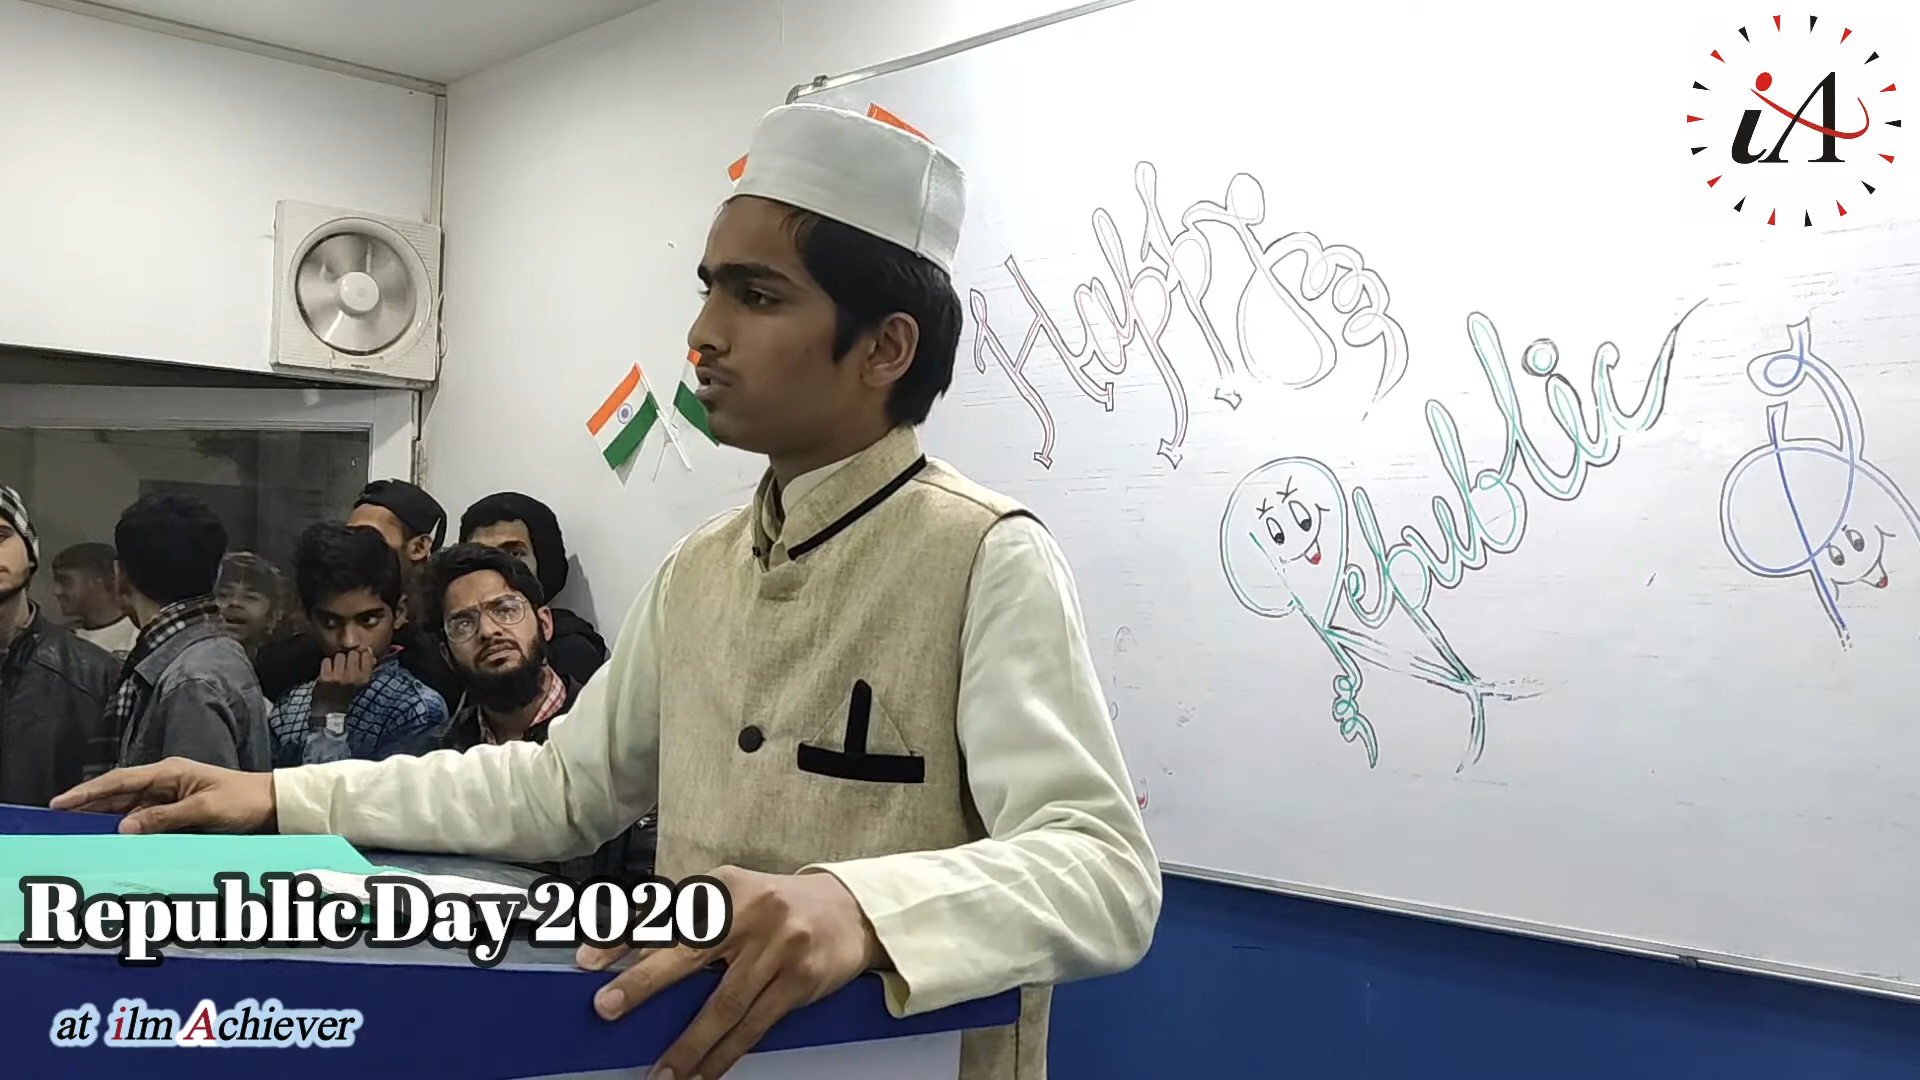 iA
Happy
Republic
D
Republic Day 2020
at ilm Achiever